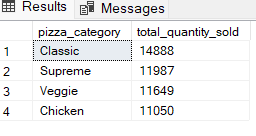 Results Messages
pizza_category total_quantity_sold
1 Classic 14888
2 Supreme 11987
3 Veggie 11649
4 Chicken 11050